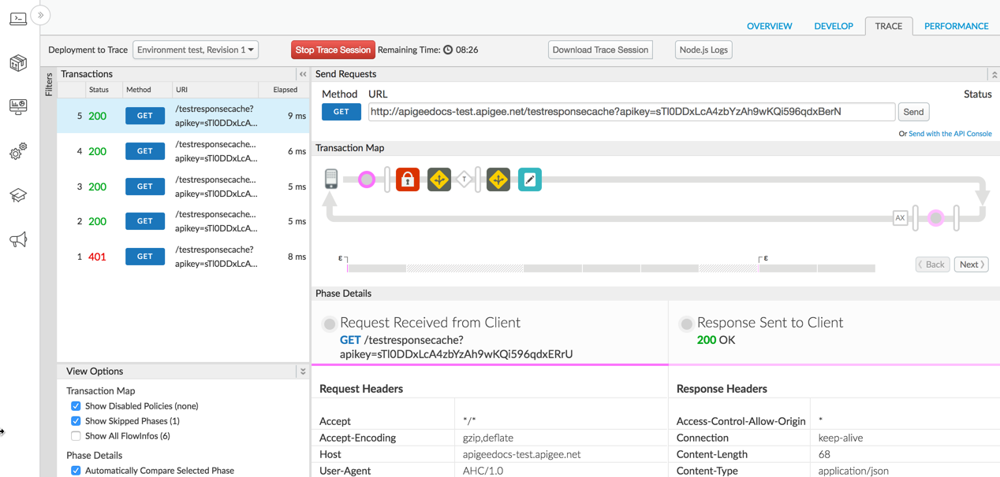 OVERVIEW DEVELOP TRACE PERFORMANCE
Deployment to Trace Environment test, Revision 1 Stop Trace Session Remaining Time: 08:26 Download Trace Session Node.js Logs
Filters
Transactions
Status Method URI Elapsed
5 200 GET /testresponsecache? 9 ms
apikey=sTl0DDxLcA...
4 200 GET /testresponsecache... 6 ms
apikey=sTl0DDxLcA...
3 200 GET /testresponsecache... 5 ms
apikey=sTl0DDxLcA...
2 200 GET /testresponsecache... 5 ms
apikey=sTl0DDxLcA...
1 401 GET /testresponsecache... 8 ms
apikey=sTl0DDxLcA...
View Options
Transaction Map
Show Disabled Policies (none)
Show Skipped Phases (1)
Show All FlowInfos (6)
Phase Details
Automatically Compare Selected Phase
Send Requests
Method URL Status
GET http://apigeedocs-test.apigee.net/testresponsecache?apikey=sTl0DDxLcA4zbYzAh9wKQi596qdxBerN Send
Or Send with the API Console
Transaction Map
T
AX
ε ε
Back Next
Phase Details
Request Received from Client
GET /testresponsecache?
apikey=sTl0DDxLcA4zbYzAh9wKQi596qdxERrU
Response Sent to Client
200 OK
Request Headers
Accept */*
Accept-Encoding gzip,deflate
Host apigeedocs-test.apigee.net
User-Agent AHC/1.0
Response Headers
Access-Control-Allow-Origin *
Connection keep-alive
Content-Length 68
Content-Type application/json